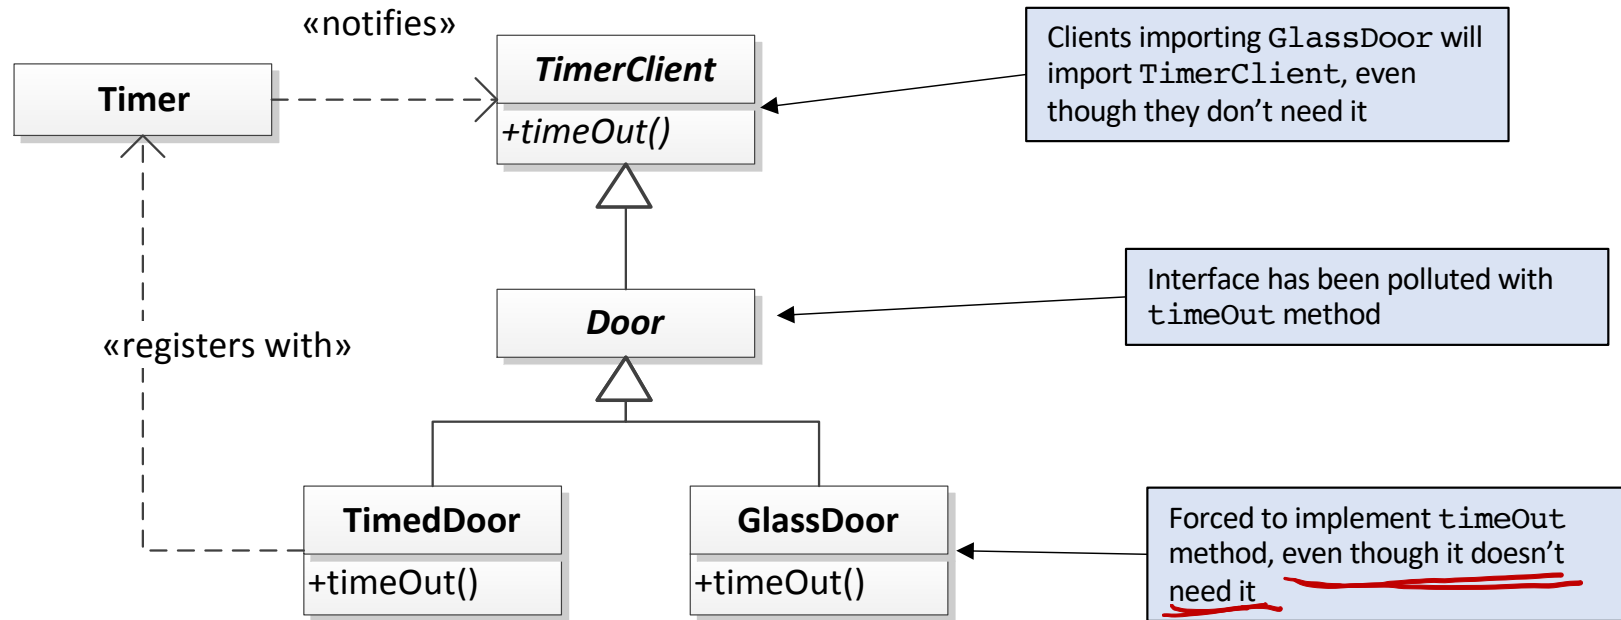 «notifies»
Timer
TimerClient
+timeOut()
Clients importing GlassDoor will
import TimerClient, even
though they don’t need it
Door
Interface has been polluted with
timeOut method
«registers with»
TimedDoor
+timeOut()
GlassDoor
+timeOut()
Forced to implement timeOut
method, even though it doesn’t
need it